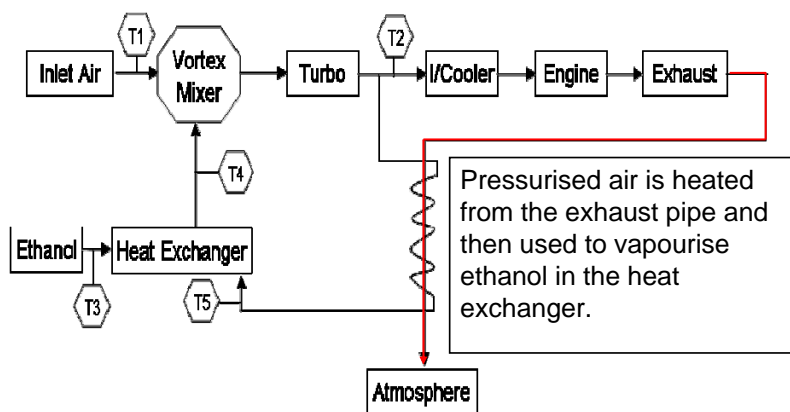 T1
T2
Inlet Air
Vortex
Mixer
Turbo
I/Cooler
Engine
Exhaust
T4
Pressurised air is heated
from the exhaust pipe and
then used to vapourise
ethanol in the heat
exchanger.
Ethanol
Heat Exchanger
T3
T5
Atmosphere